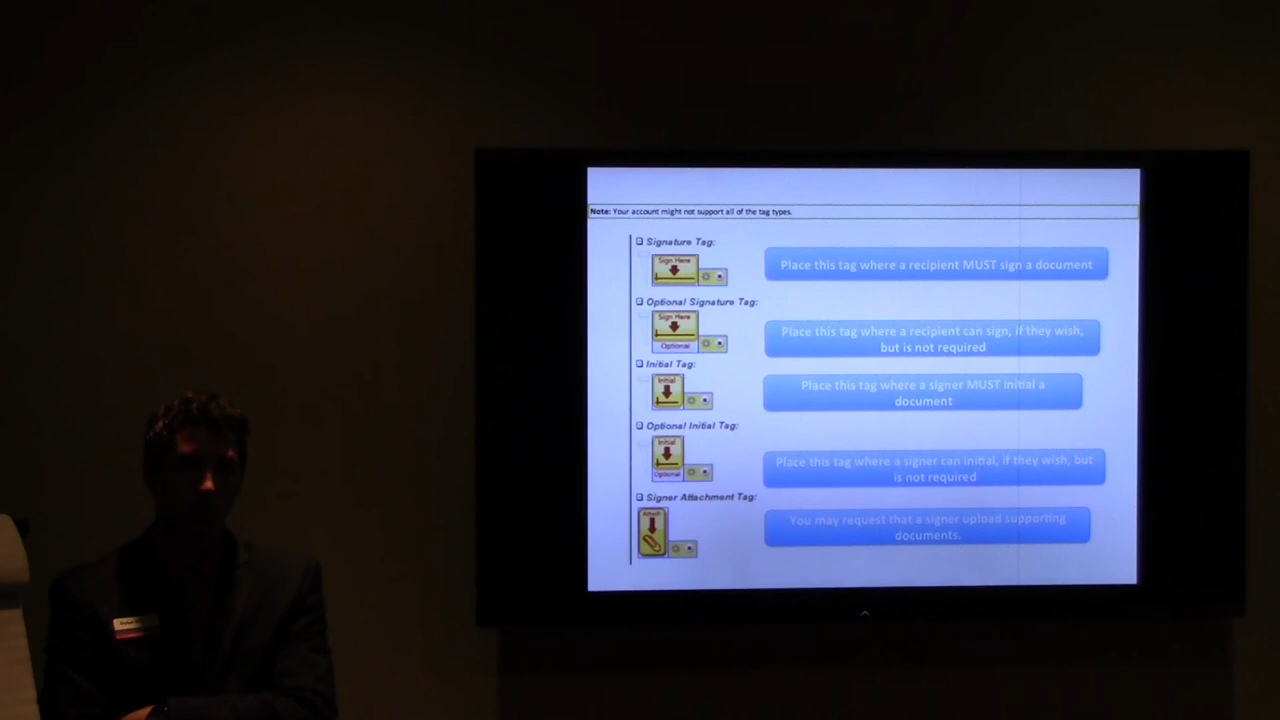 Note: Your account might not support all of the tag types.
Signature Tag:
Sign Here
Place this tag where a recipient MUST sign a document
Optional Signature Tag:
Sign Here
Optional
Place this tag where a recipient can sign, if they wish,
but is not required
Initial Tag:
Initial
Place this tag where a signer MUST initial a
document
Optional Initial Tag:
Initial
Optional
Place this tag where a signer can initial, if they wish, but
is not required
Signer Attachment Tag:
Attach
You may request that a signer upload supporting
documents.